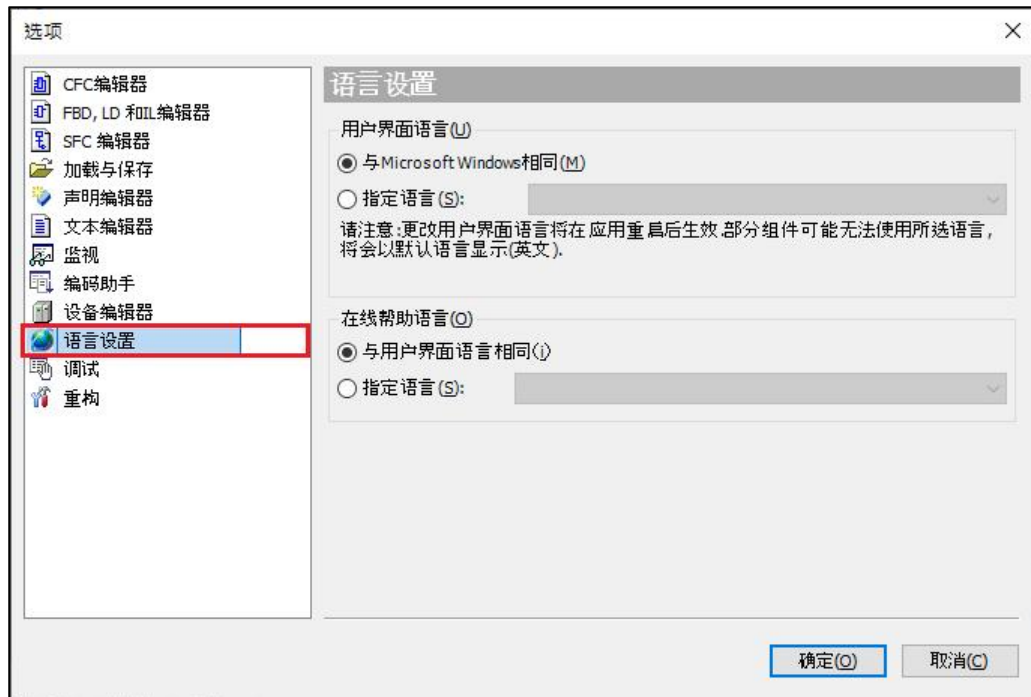 选项
CFC编辑器
FBD, LD 和IL编辑器
SFC 编辑器
加载与保存
声明编辑器
文本编辑器
监视
编码助手
设备编辑器
语言设置
调试
重构
语言设置
用户界面语言(U)
与Microsoft Windows相同(M)
指定语言(S):
请注意:更改用户界面语言将在应用重启后生效.部分组件可能无法使用所选语言,
将会以默认语言显示(英文).
在线帮助语言(O)
与用户界面语言相同(i)
指定语言(S):
确定(O)
取消(C)